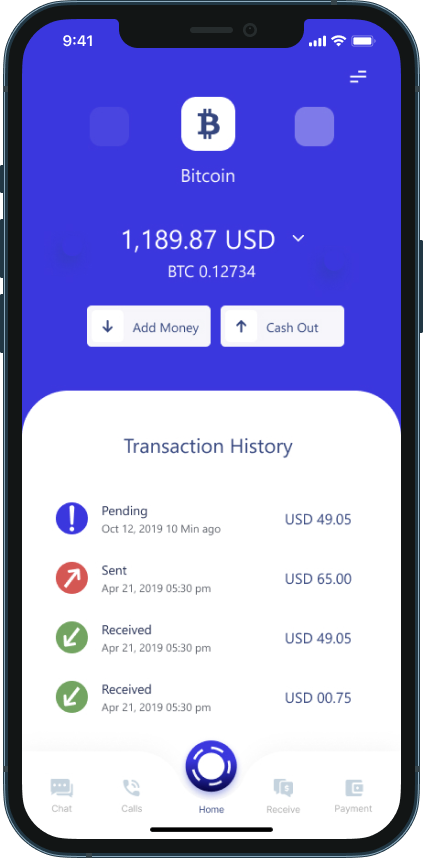 9:41
Bitcoin
1,189.87 USD
BTC 0.12734
Add Money
Cash Out
Transaction History
Pending
Oct 12, 2019 10 Min ago
USD 49.05
Sent
Apr 21, 2019 05:30 pm
USD 65.00
Received
Apr 21, 2019 05:30 pm
USD 49.05
Received
Apr 21, 2019 05:30 pm
USD 00.75
Chat
Calls
Home
Receive
Payment